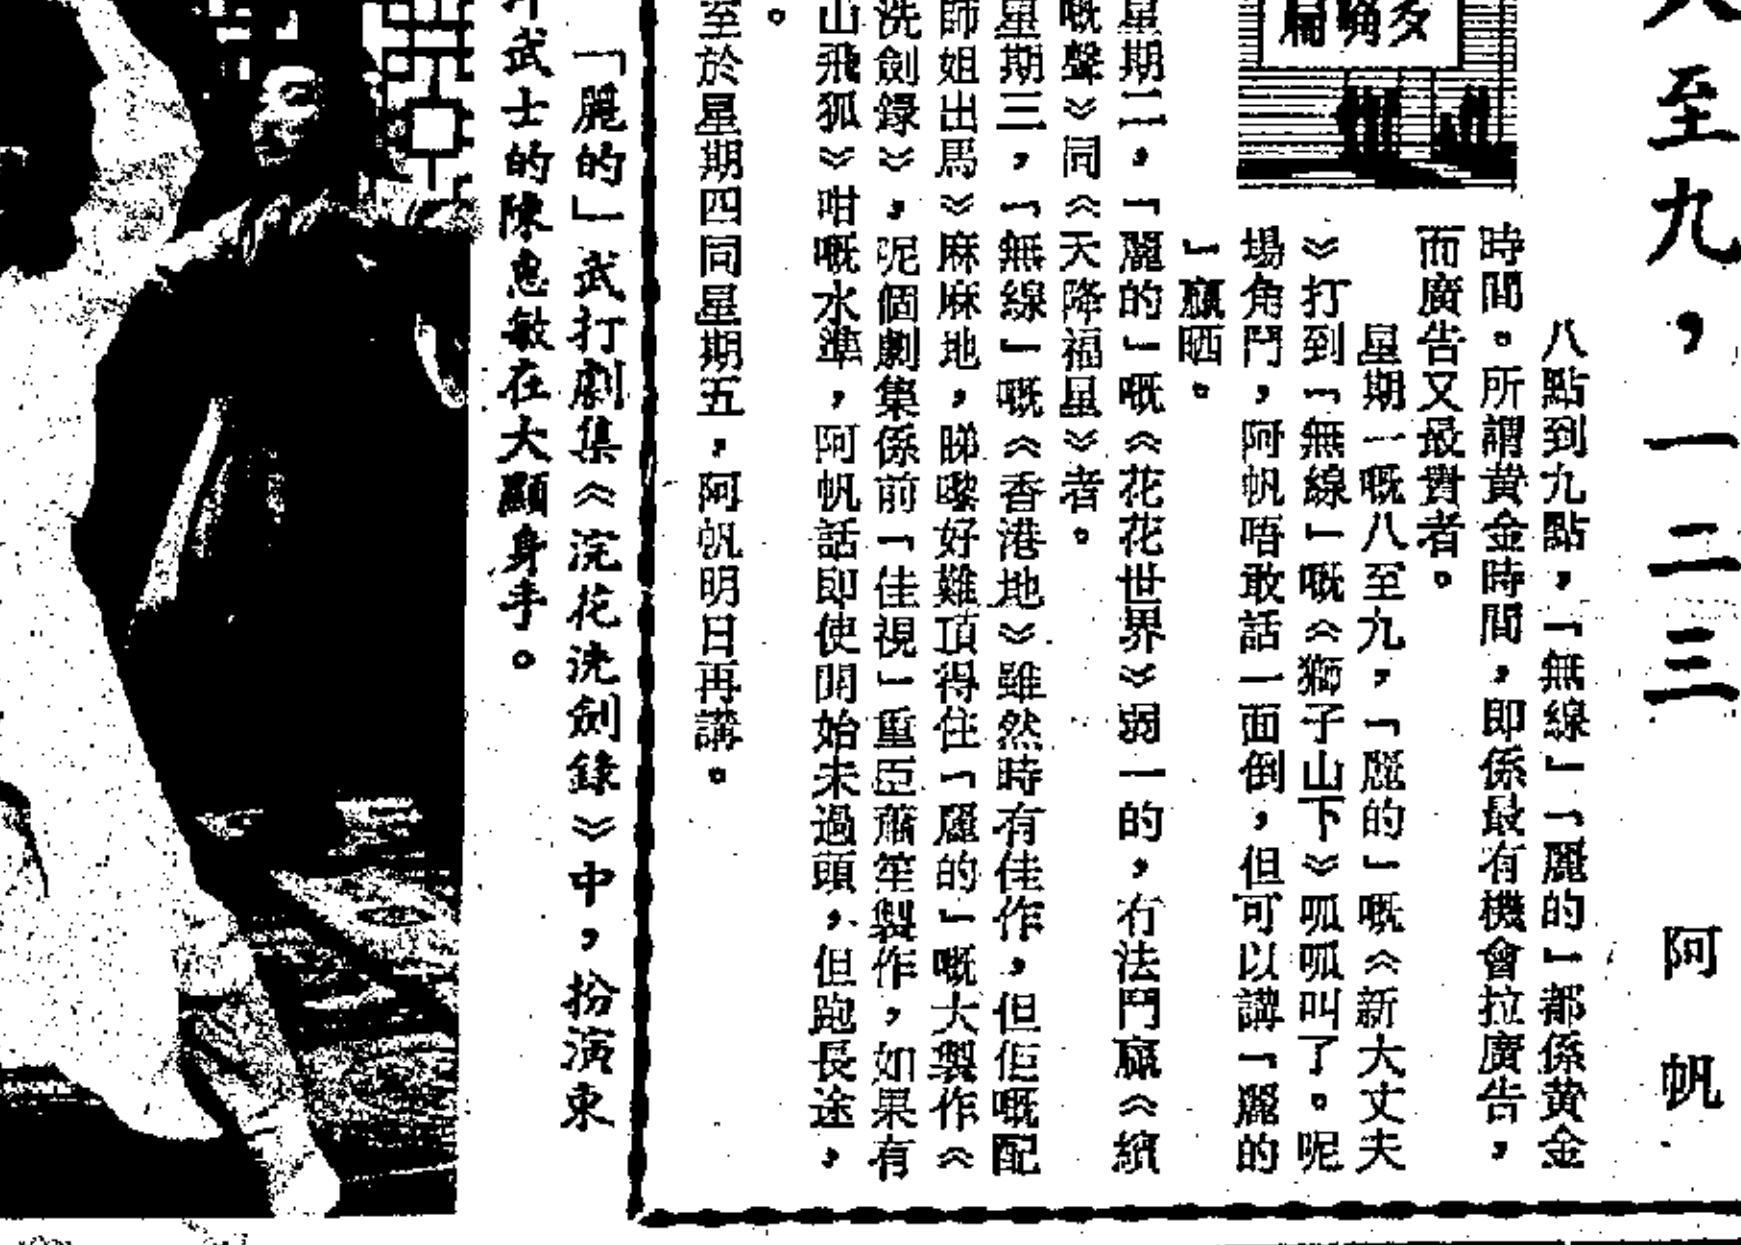 至九，一二三
阿帆
八點到九點，「無線」「麗的」都係黃金
時間。所謂黃金時間，即係最有機會拉廣告，
而廣告又最貴者。
星期一嘅八至九，「麗的」嘅《新大丈夫
》打到「無線」嘅《獅子山下》呱呱叫了。呢
場角鬥，阿帆唔敢話一面倒，但可以講「麗的
」贏晒。
星期二，「麗的」嘅《花花世界》弱一的，冇法鬥贏《繽
嘅聲》同《天降福星》者。
星期三，「無線」嘅《香港地》雖然時有佳作，但佢嘅配
師姐出馬》麻麻地，睇嚟好難頂得住「麗的」嘅大製作《
洗劍錄》，呢個劇集係前「佳視」重臣蕭笙製作，如果有
山飛狐》咁嘅水準，阿帆話即使開始未過頭，但跑長途，
。
至於星期四同星期五，阿帆明日再講。
「麗的」武打劇集《浣花洗劍錄》中，扮演東
武士的陳惠敏在大顯身手。